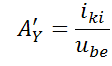 A'_Y = i_ki / u_be